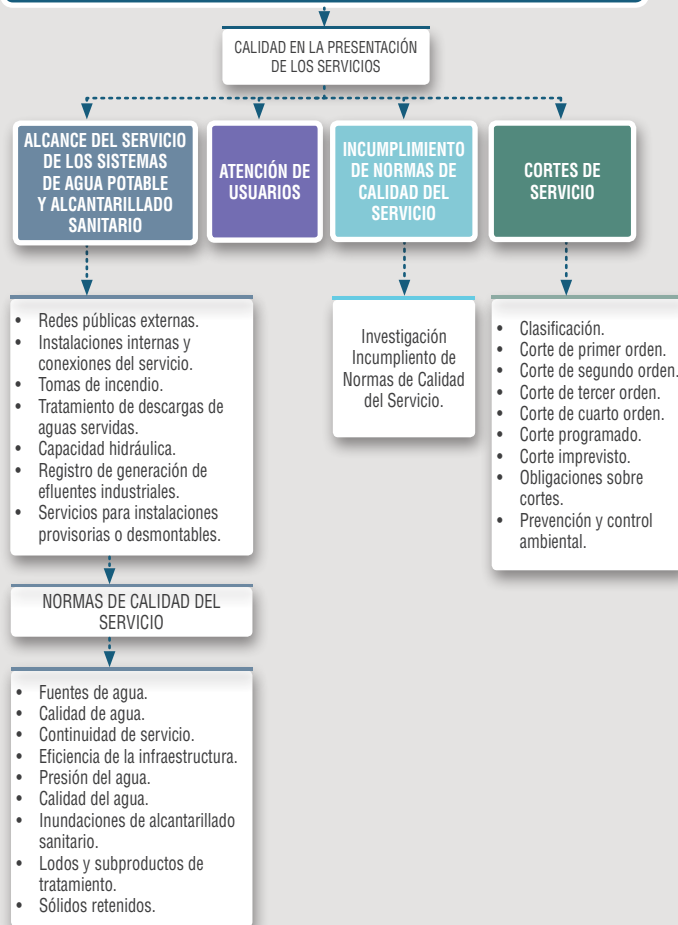 CALIDAD EN LA PRESENTACIÓN
DE LOS SERVICIOS
ALCANCE DEL SERVICIO
DE LOS SISTEMAS
DE AGUA POTABLE
Y ALCANTARILLADO
SANITARIO
ATENCIÓN DE
USUARIOS
INCUMPLIMIENTO
DE NORMAS DE
CALIDAD DEL
SERVICIO
CORTES DE
SERVICIO
• Redes públicas externas.
• Instalaciones internas y
conexiones del servicio.
• Tomas de incendio.
• Tratamiento de descargas de
aguas servidas.
• Capacidad hidráulica.
• Registro de generación de
efluentes industriales.
• Servicios para instalaciones
provisorias o desmontables.
NORMAS DE CALIDAD DEL
SERVICIO
• Fuentes de agua.
• Calidad de agua.
• Continuidad de servicio.
• Eficiencia de la infraestructura.
• Presión del agua.
• Calidad del agua.
• Inundaciones de alcantarillado
sanitario.
• Lodos y subproductos de
tratamiento.
• Sólidos retenidos.
Investigación
Incumpliento de
Normas de Calidad
del Servicio.
• Clasificación.
• Corte de primer orden.
• Corte de segundo orden.
• Corte de tercer orden.
• Corte de cuarto orden.
• Corte programado.
• Corte imprevisto.
• Obligaciones sobre
cortes.
• Prevención y control
ambiental.